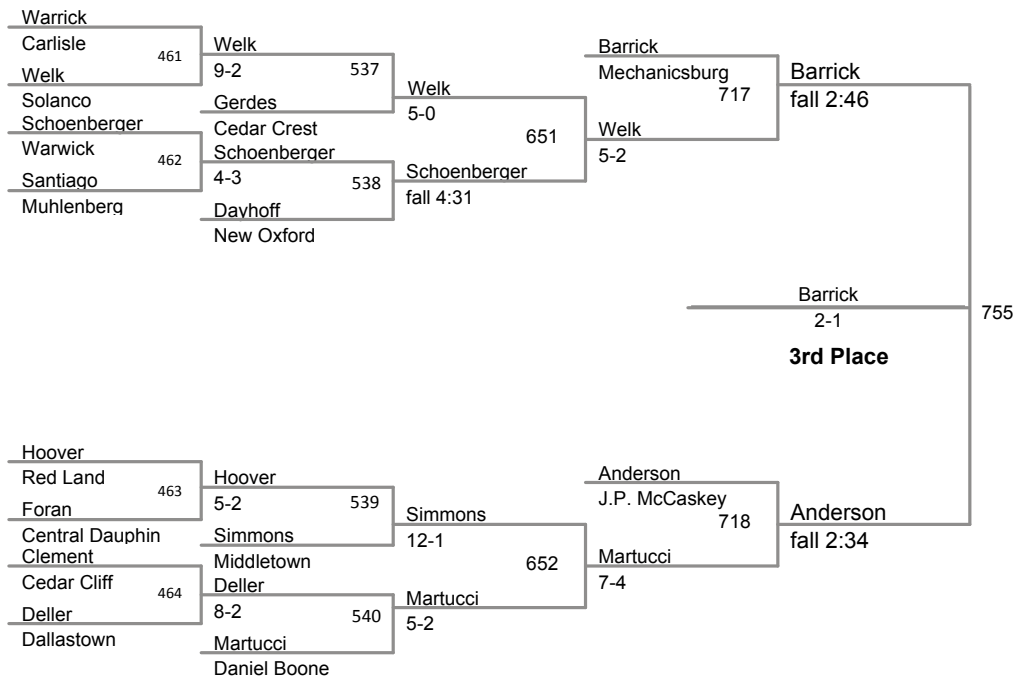 Warrick
Carlisle
461
Welk
Solanco
Schoenberger
Warwick
462
Santiago
Muhlenberg
Welk
9-2
537
Gerdes
Cedar Crest
Schoenberger
4-3
538
Dayhoff
New Oxford
Welk
5-0
651
Schoenberger
fall 4:31
Barrick
Mechanicsburg
717
Welk
5-2
Barrick
fall 2:46
Barrick
2-1
3rd Place
755
Hoover
Red Land
463
Foran
Central Dauphin
Clement
Cedar Cliff
464
Deller
Dallastown
Hoover
5-2
539
Simmons
Middletown
Deller
8-2
540
Martucci
Daniel Boone
Simmons
12-1
652
Martucci
5-2
Anderson
J.P. McCaskey
718
Martucci
7-4
Anderson
fall 2:34